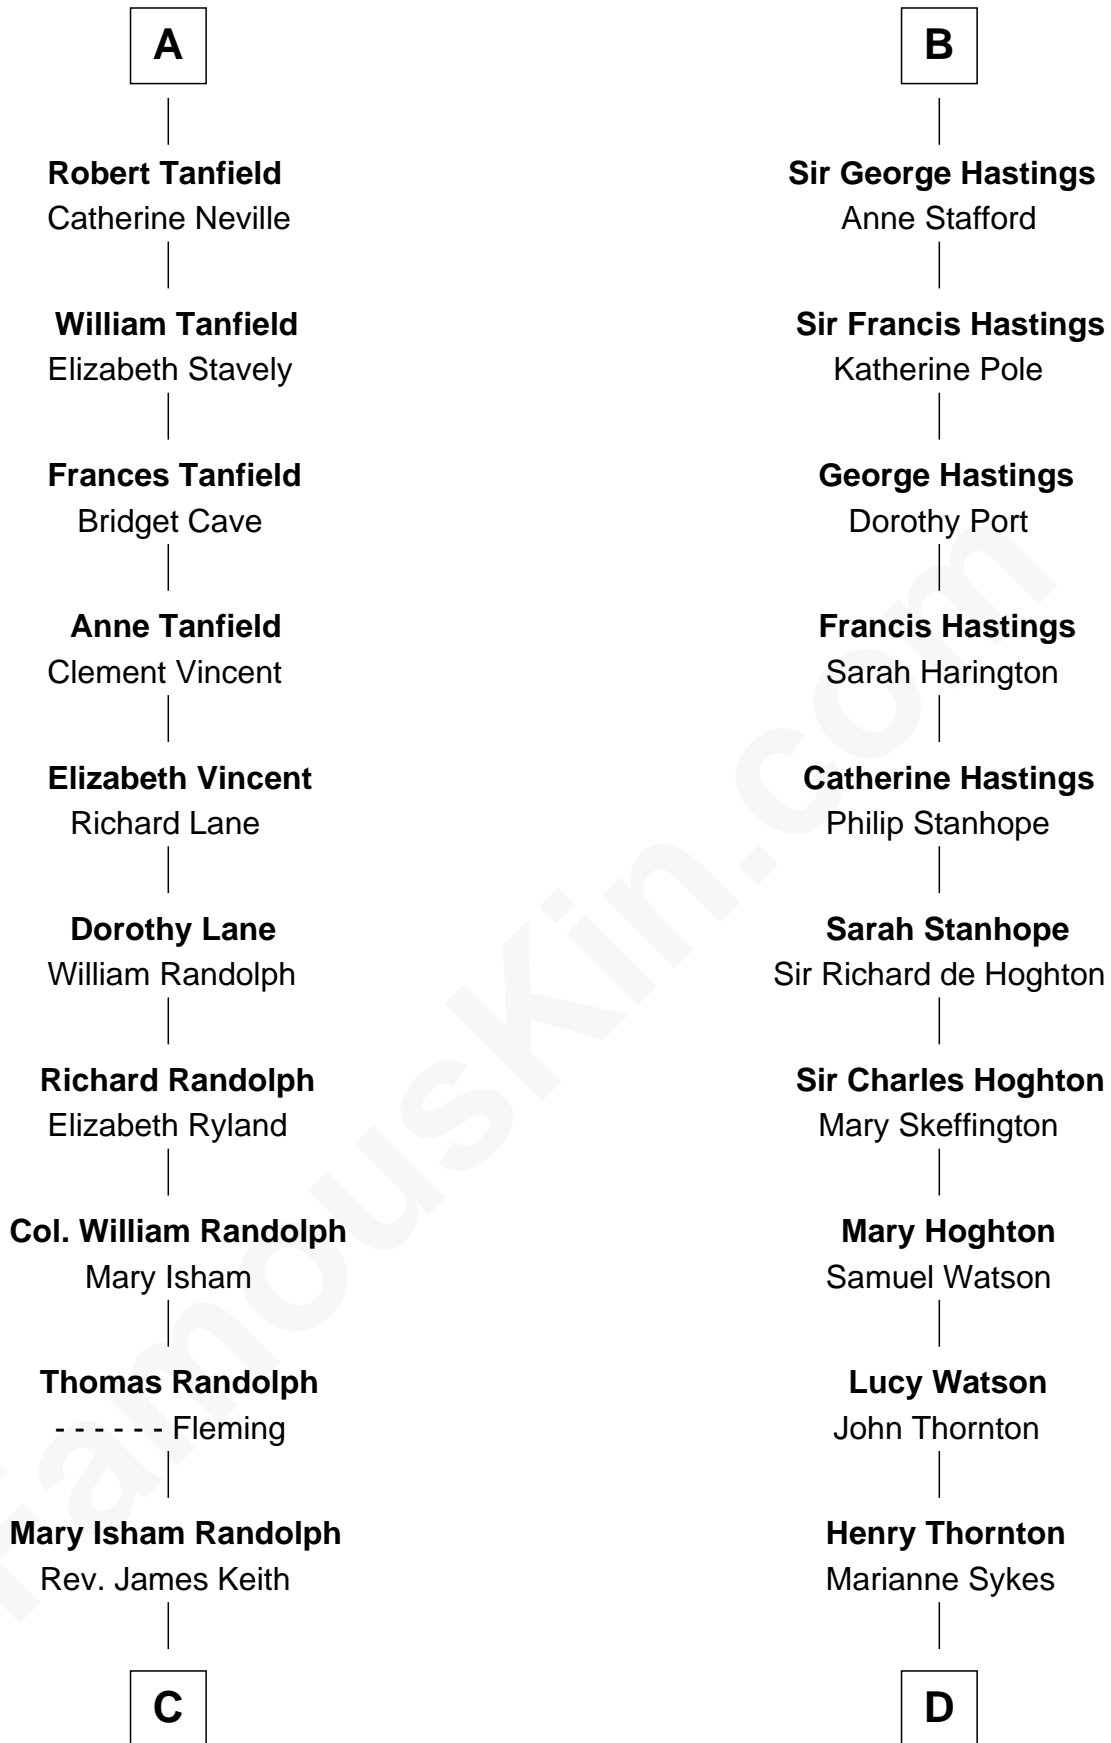 A
Robert Tanfield
Catherine Neville
William Tanfield
Elizabeth Stavely
Frances Tanfield
Bridget Cave
Anne Tanfield
Clement Vincent
Elizabeth Vincent
Richard Lane
Dorothy Lane
William Randolph
Richard Randolph
Elizabeth Ryland
Col. William Randolph
Mary Isham
Thomas Randolph
- - - - - - Fleming
Mary Isham Randolph
Rev. James Keith
C
B
Sir George Hastings
Anne Stafford
Sir Francis Hastings
Katherine Pole
George Hastings
Dorothy Port
Francis Hastings
Sarah Harington
Catherine Hastings
Philip Stanhope
Sarah Stanhope
Sir Richard de Hoghton
Sir Charles Hoghton
Mary Skeffington
Mary Hoghton
Samuel Watson
Lucy Watson
John Thornton
Henry Thornton
Marianne Sykes
D
FamousKin.com